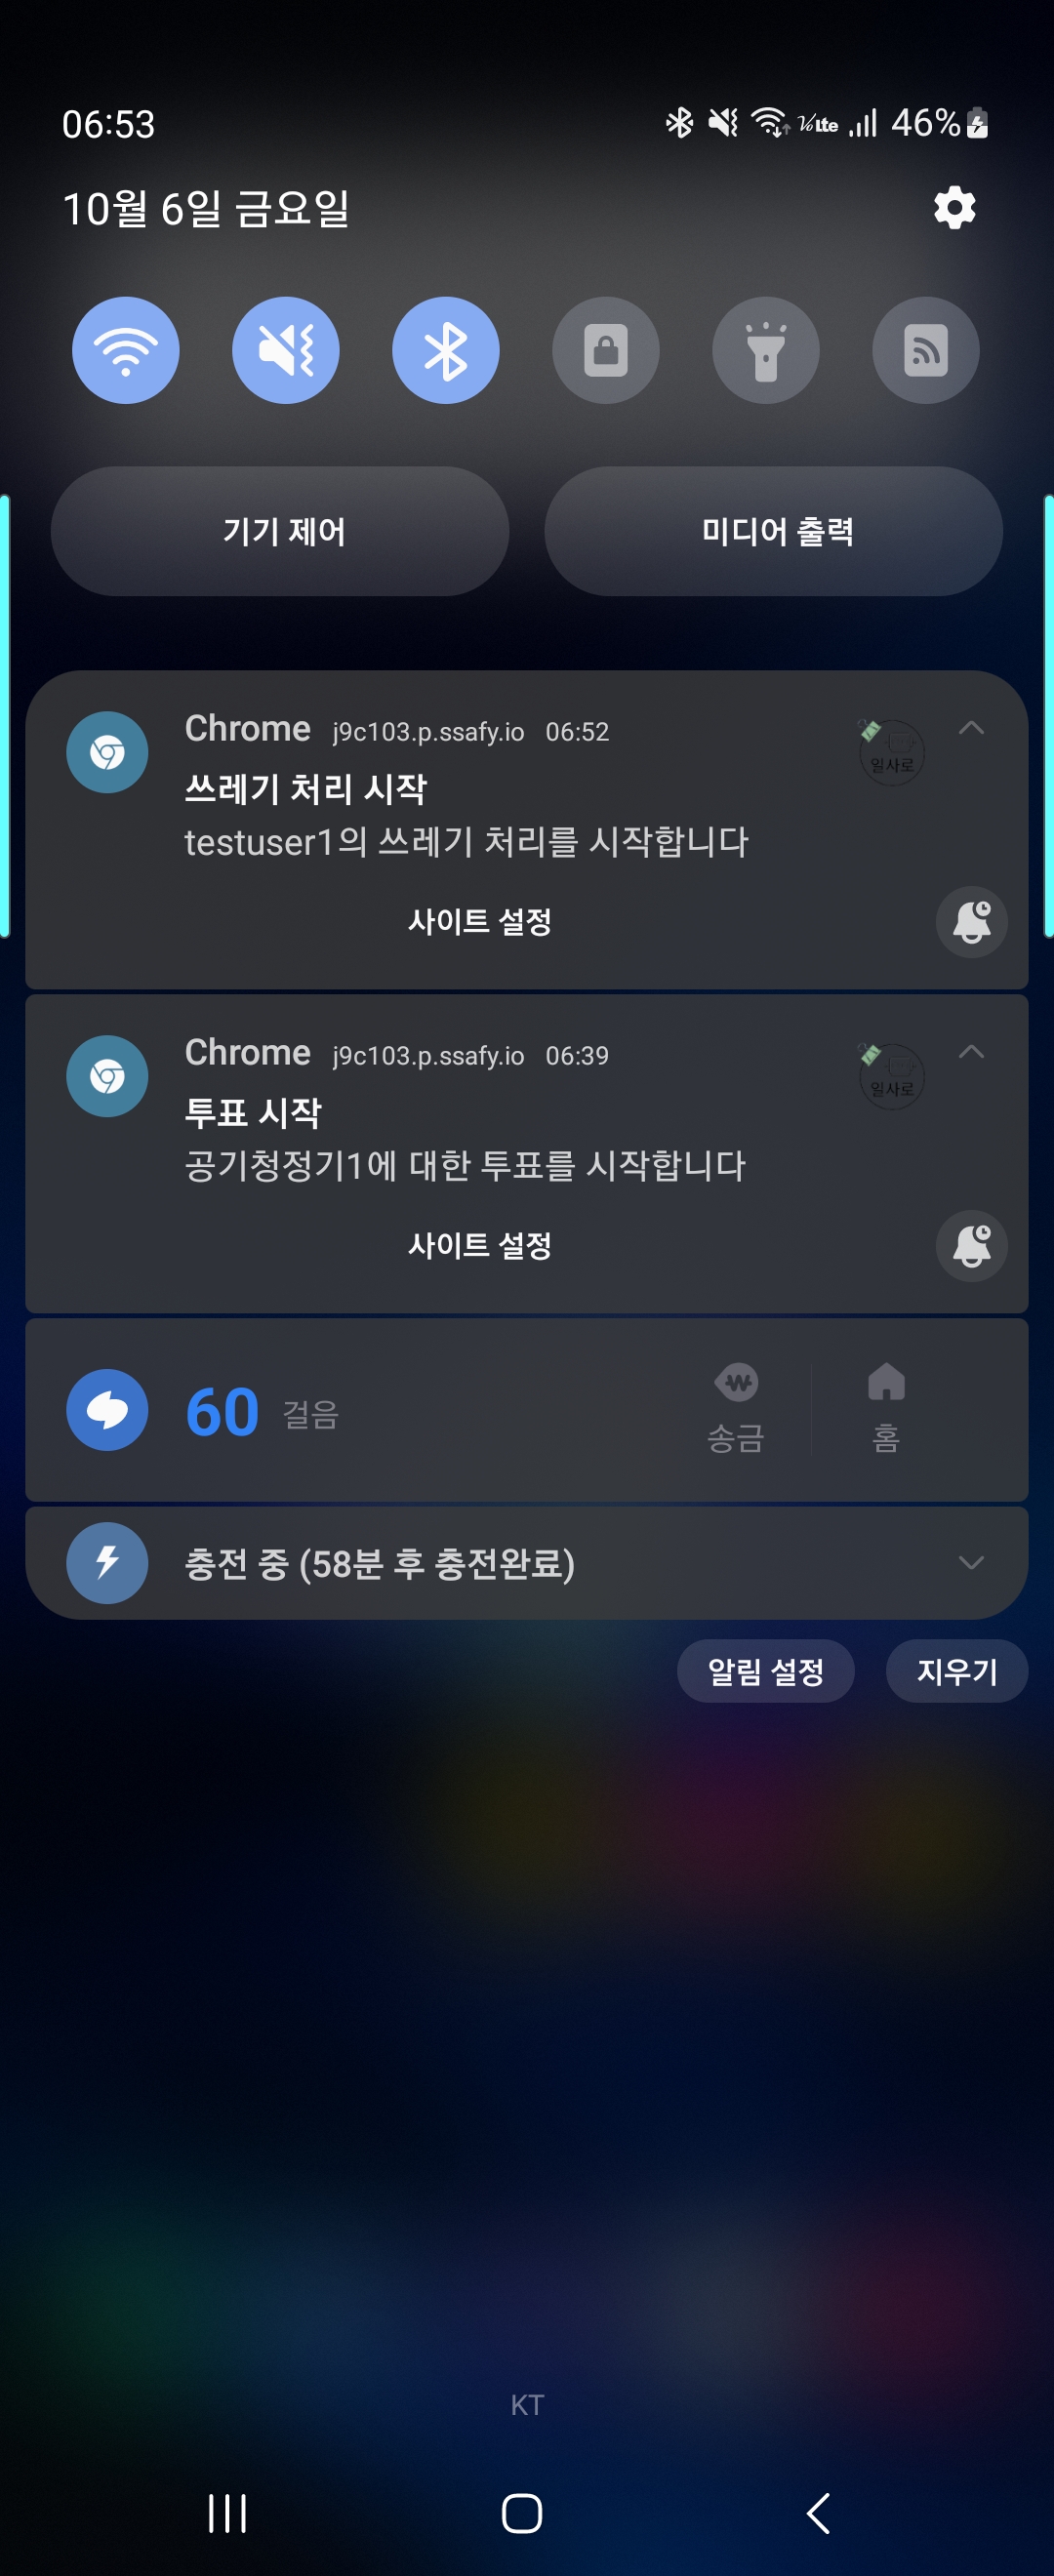 06:53
Vo lte 46%
10월 6일 금요일
기기 제어
미디어 출력
Chrome j9c103.p.ssafy.io 06:52
일사로
쓰레기 처리 시작
testuser1의 쓰레기 처리를 시작합니다
사이트 설정
Chrome j9c103.p.ssafy.io 06:39
일사로
투표 시작
공기청정기1에 대한 투표를 시작합니다
사이트 설정
60 걸음
송금
홈
충전 중 (58분 후 충전완료)
알림 설정
지우기
KT